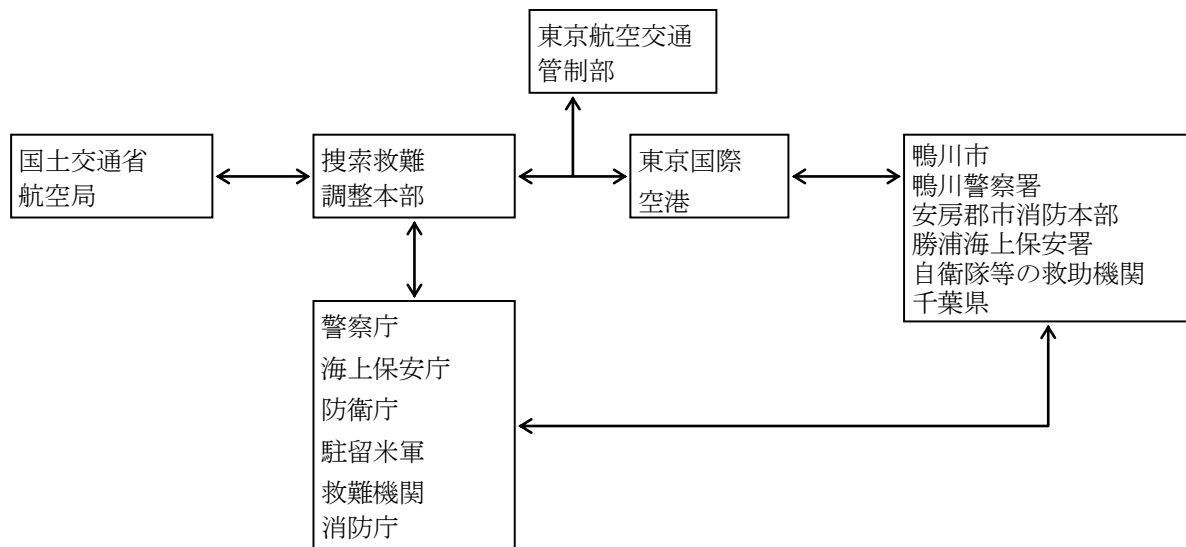 東京航空交通
管制部
国土交通省
航空局
捜索救難
調整本部
東京国際
空港
鴨川市
鴨川警察署
安房郡市消防本部
勝浦海上保安署
自衛隊等の救助機関
千葉県
警察庁
海上保安庁
防衛庁
駐留米軍
救難機関
消防庁